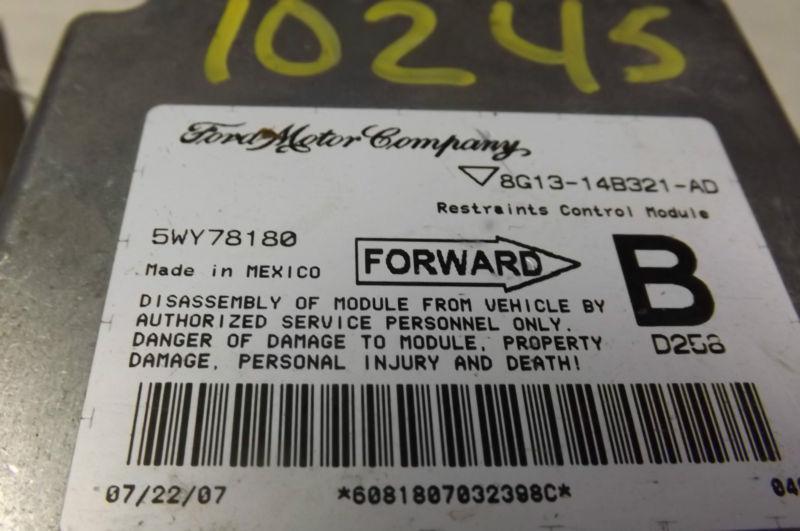 10245
Ford Motor Company
8G13-14B321-AD
Restraints Control Module
5WY78180
Made in MEXICO
FORWARD
B
D258
DISASSEMBLY OF MODULE FROM VEHICLE BY
AUTHORIZED SERVICE PERSONNEL ONLY.
DANGER OF DAMAGE TO MODULE, PROPERTY
DAMAGE, PERSONAL INJURY AND DEATH!
07/22/07
*6081807032398C*